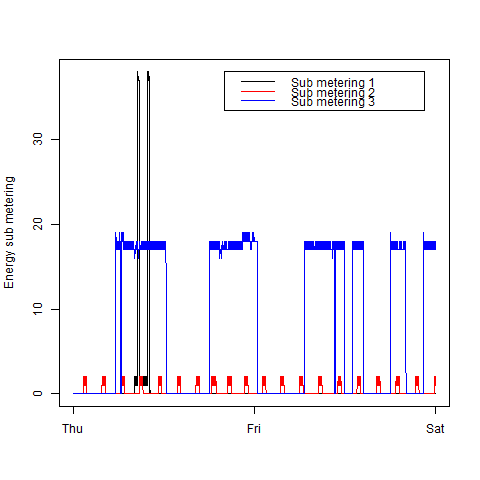 Sub metering 1
Sub metering 2
Sub metering 3
Energy sub metering
30
20
10
0
Thu
Fri
Sat